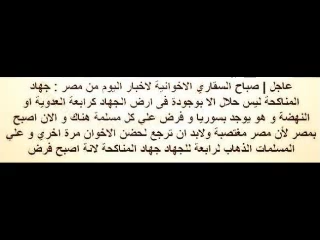 عاجل | صباح السقاري الاخوانية لاخبار اليوم من مصر : جهاد
المناكحة ليس حلال الا بوجودة فى ارض الجهاد كرابعة العدوية او
النهضة و هو يوجد بسوريا و فرض علي كل مسلمة هناك و الان اصبح
بمصر لأن مصر مغتصبة ولابد ان ترجع لحضن الاخوان مرة اخري و علي
المسلمات الذهاب لرابعة للجهاد جهاد المناكحة لانة اصبح فرض